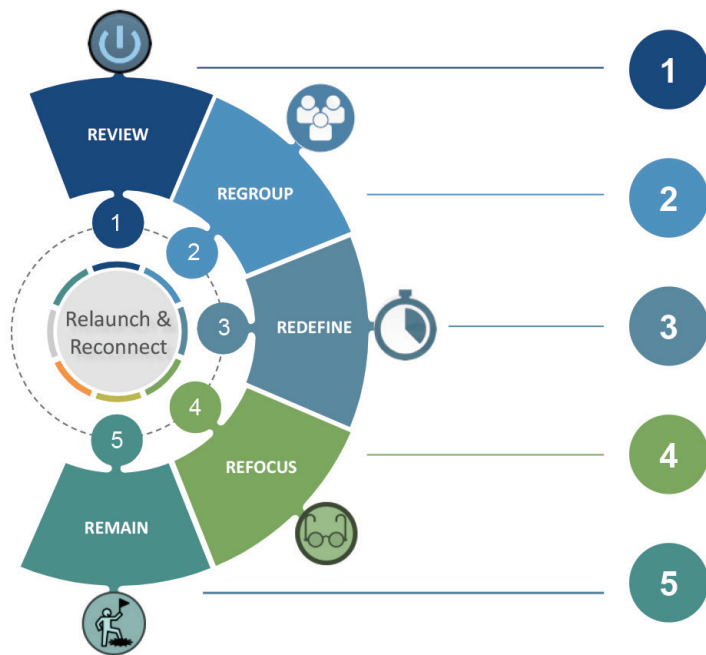 REVIEW
1
REGROUP
2
REDEFINE
3
REFOCUS
4
REMAIN
5
Relaunch &
Reconnect
1
2
3
4
5